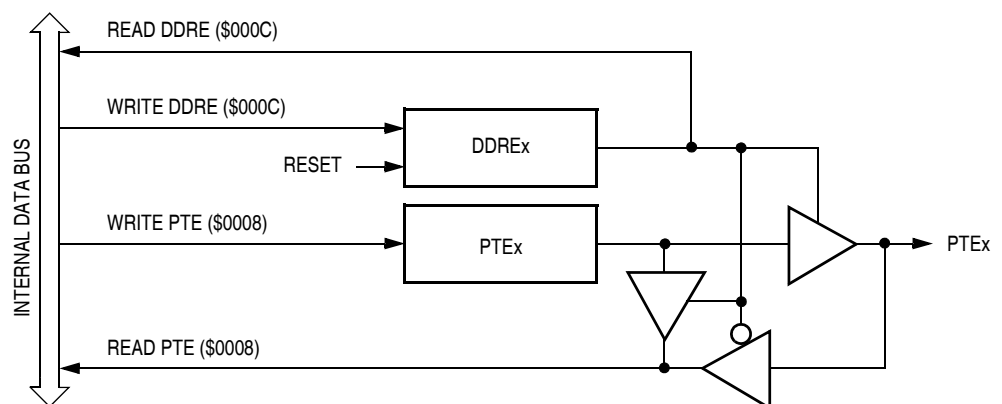 READ DDRE ($000C)
WRITE DDRE ($000C)
DDREx
RESET
INTERNAL DATA BUS
WRITE PTE ($0008)
PTEx
PTEx
READ PTE ($0008)